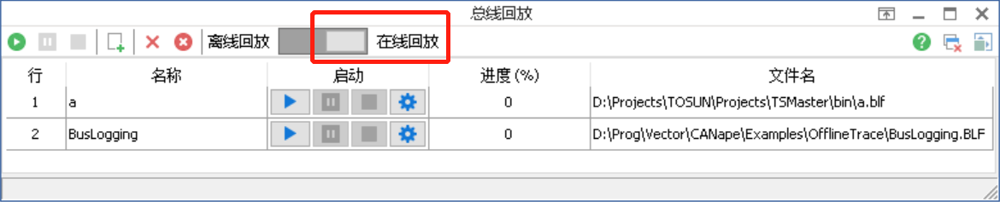 总线回放
离线回放 在线回放
行 名称 启动 进度(%) 文件名
1 a 0 D:\Projects\TOSUN\Projects\TSMaster\bin\a.blf
2 BusLogging 0 D:\Prog\Vector\CANape\Examples\OfflineTrace\BusLogging.BLF